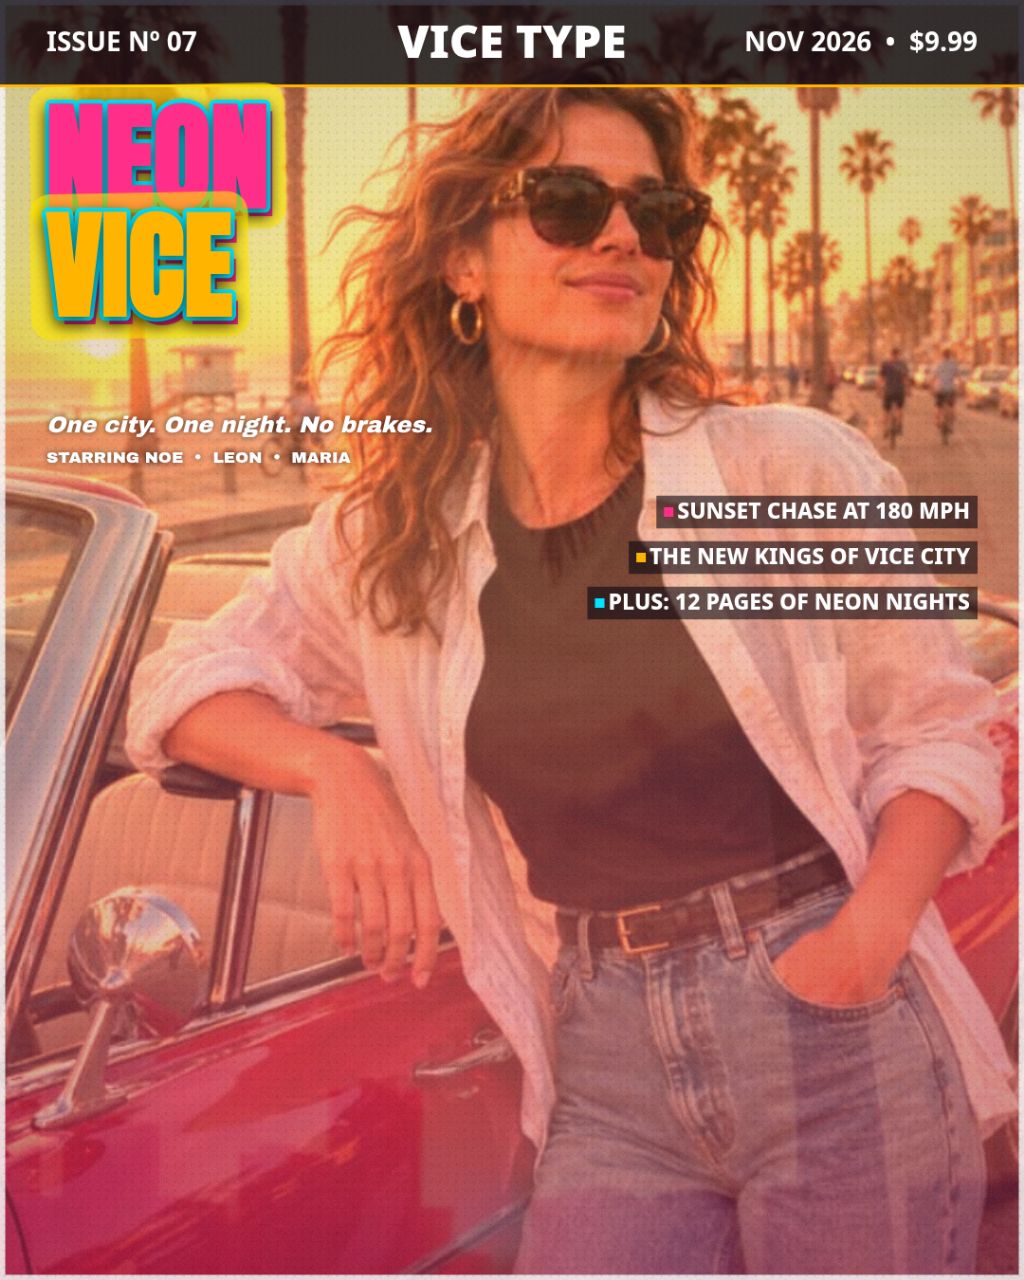 ISSUE Nº 07
VICE TYPE
NOV 2026 • $9.99
NEON
VICE
One city. One night. No brakes.
STARRING NOE • LEON • MARIA
SUNSET CHASE AT 180 MPH
THE NEW KINGS OF VICE CITY
PLUS: 12 PAGES OF NEON NIGHTS